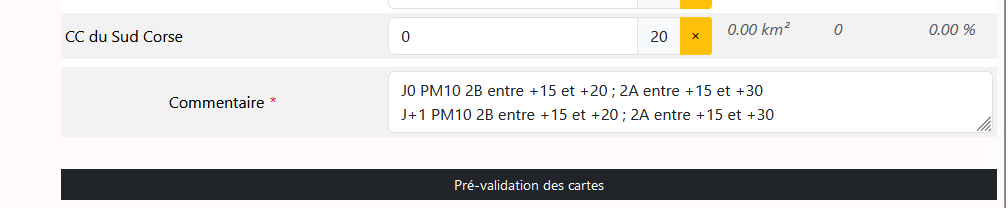 CC du Sud Corse 0 20 × 0.00 km² 0 0.00 %
Commentaire *
J0 PM10 2B entre +15 et +20 ; 2A entre +15 et +30
J+1 PM10 2B entre +15 et +20 ; 2A entre +15 et +30
Pré-validation des cartes